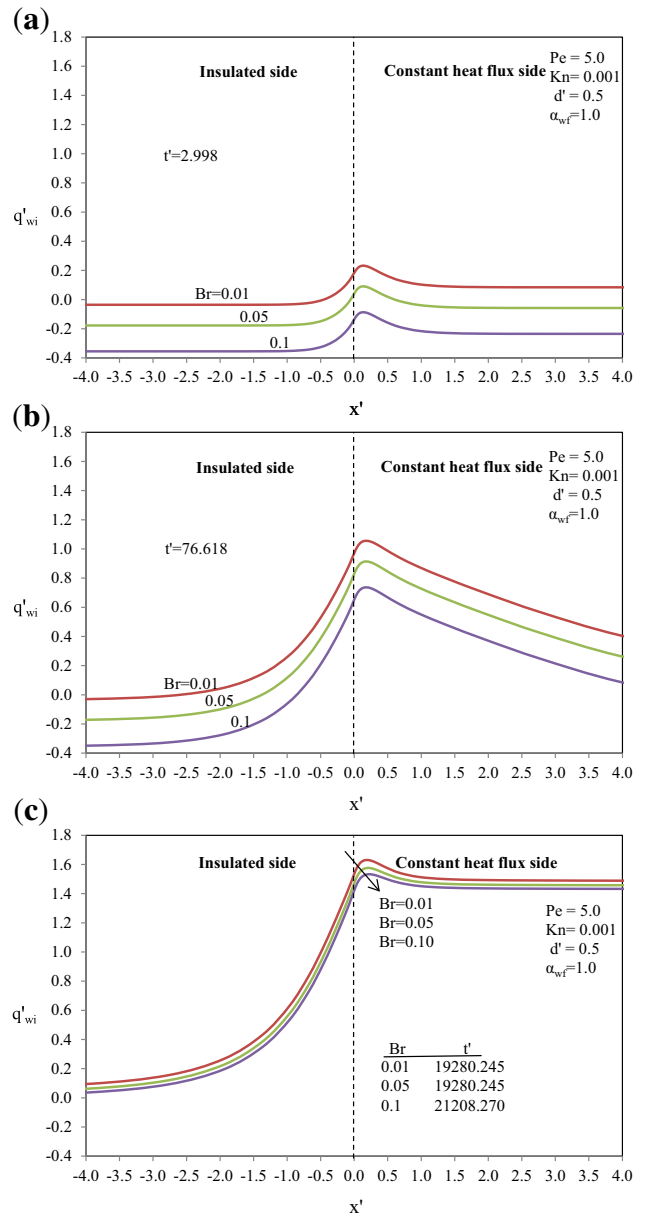 (a)
1.8
1.6
1.4
1.2
1.0
0.8
0.6
0.4
0.2
0.0
-0.2
-0.4
q'wi
Insulated side
Constant heat flux side
Pe = 5.0
Kn= 0.001
d' = 0.5
αwf=1.0
t'=2.998
Br=0.01
0.05
0.1
-4.0 -3.5 -3.0 -2.5 -2.0 -1.5 -1.0 -0.5 0.0 0.5 1.0 1.5 2.0 2.5 3.0 3.5 4.0
x'
(b)
1.8
1.6
1.4
1.2
1.0
0.8
0.6
0.4
0.2
0.0
-0.2
-0.4
q'wi
Insulated side
Constant heat flux side
Pe = 5.0
Kn= 0.001
d' = 0.5
αwf=1.0
t'=76.618
Br=0.01
0.05
0.1
-4.0 -3.5 -3.0 -2.5 -2.0 -1.5 -1.0 -0.5 0.0 0.5 1.0 1.5 2.0 2.5 3.0 3.5 4.0
x'
(c)
1.8
1.6
1.4
1.2
1.0
0.8
0.6
0.4
0.2
0.0
-0.2
-0.4
q'wi
Insulated side
Constant heat flux side
Br=0.01
Br=0.05
Br=0.10
Pe = 5.0
Kn= 0.001
d' = 0.5
αwf=1.0
Br t'
0.01 19280.245
0.05 19280.245
0.1 21208.270
-4.0 -3.5 -3.0 -2.5 -2.0 -1.5 -1.0 -0.5 0.0 0.5 1.0 1.5 2.0 2.5 3.0 3.5 4.0
x'